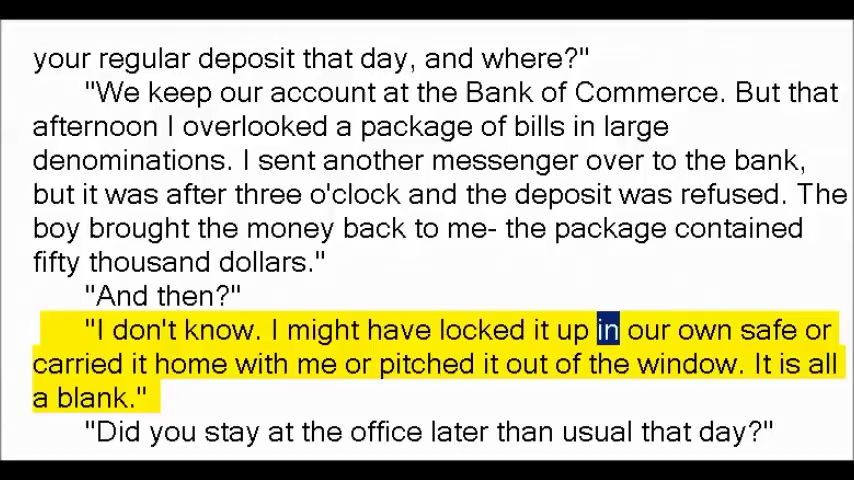 your regular deposit that day, and where?"
"We keep our account at the Bank of Commerce. But that
afternoon I overlooked a package of bills in large
denominations. I sent another messenger over to the bank,
but it was after three o'clock and the deposit was refused. The
boy brought the money back to me- the package contained
fifty thousand dollars."
"And then?"
"I don't know. I might have locked it up in our own safe or
carried it home with me or pitched it out of the window. It is all
a blank."
"Did you stay at the office later than usual that day?"